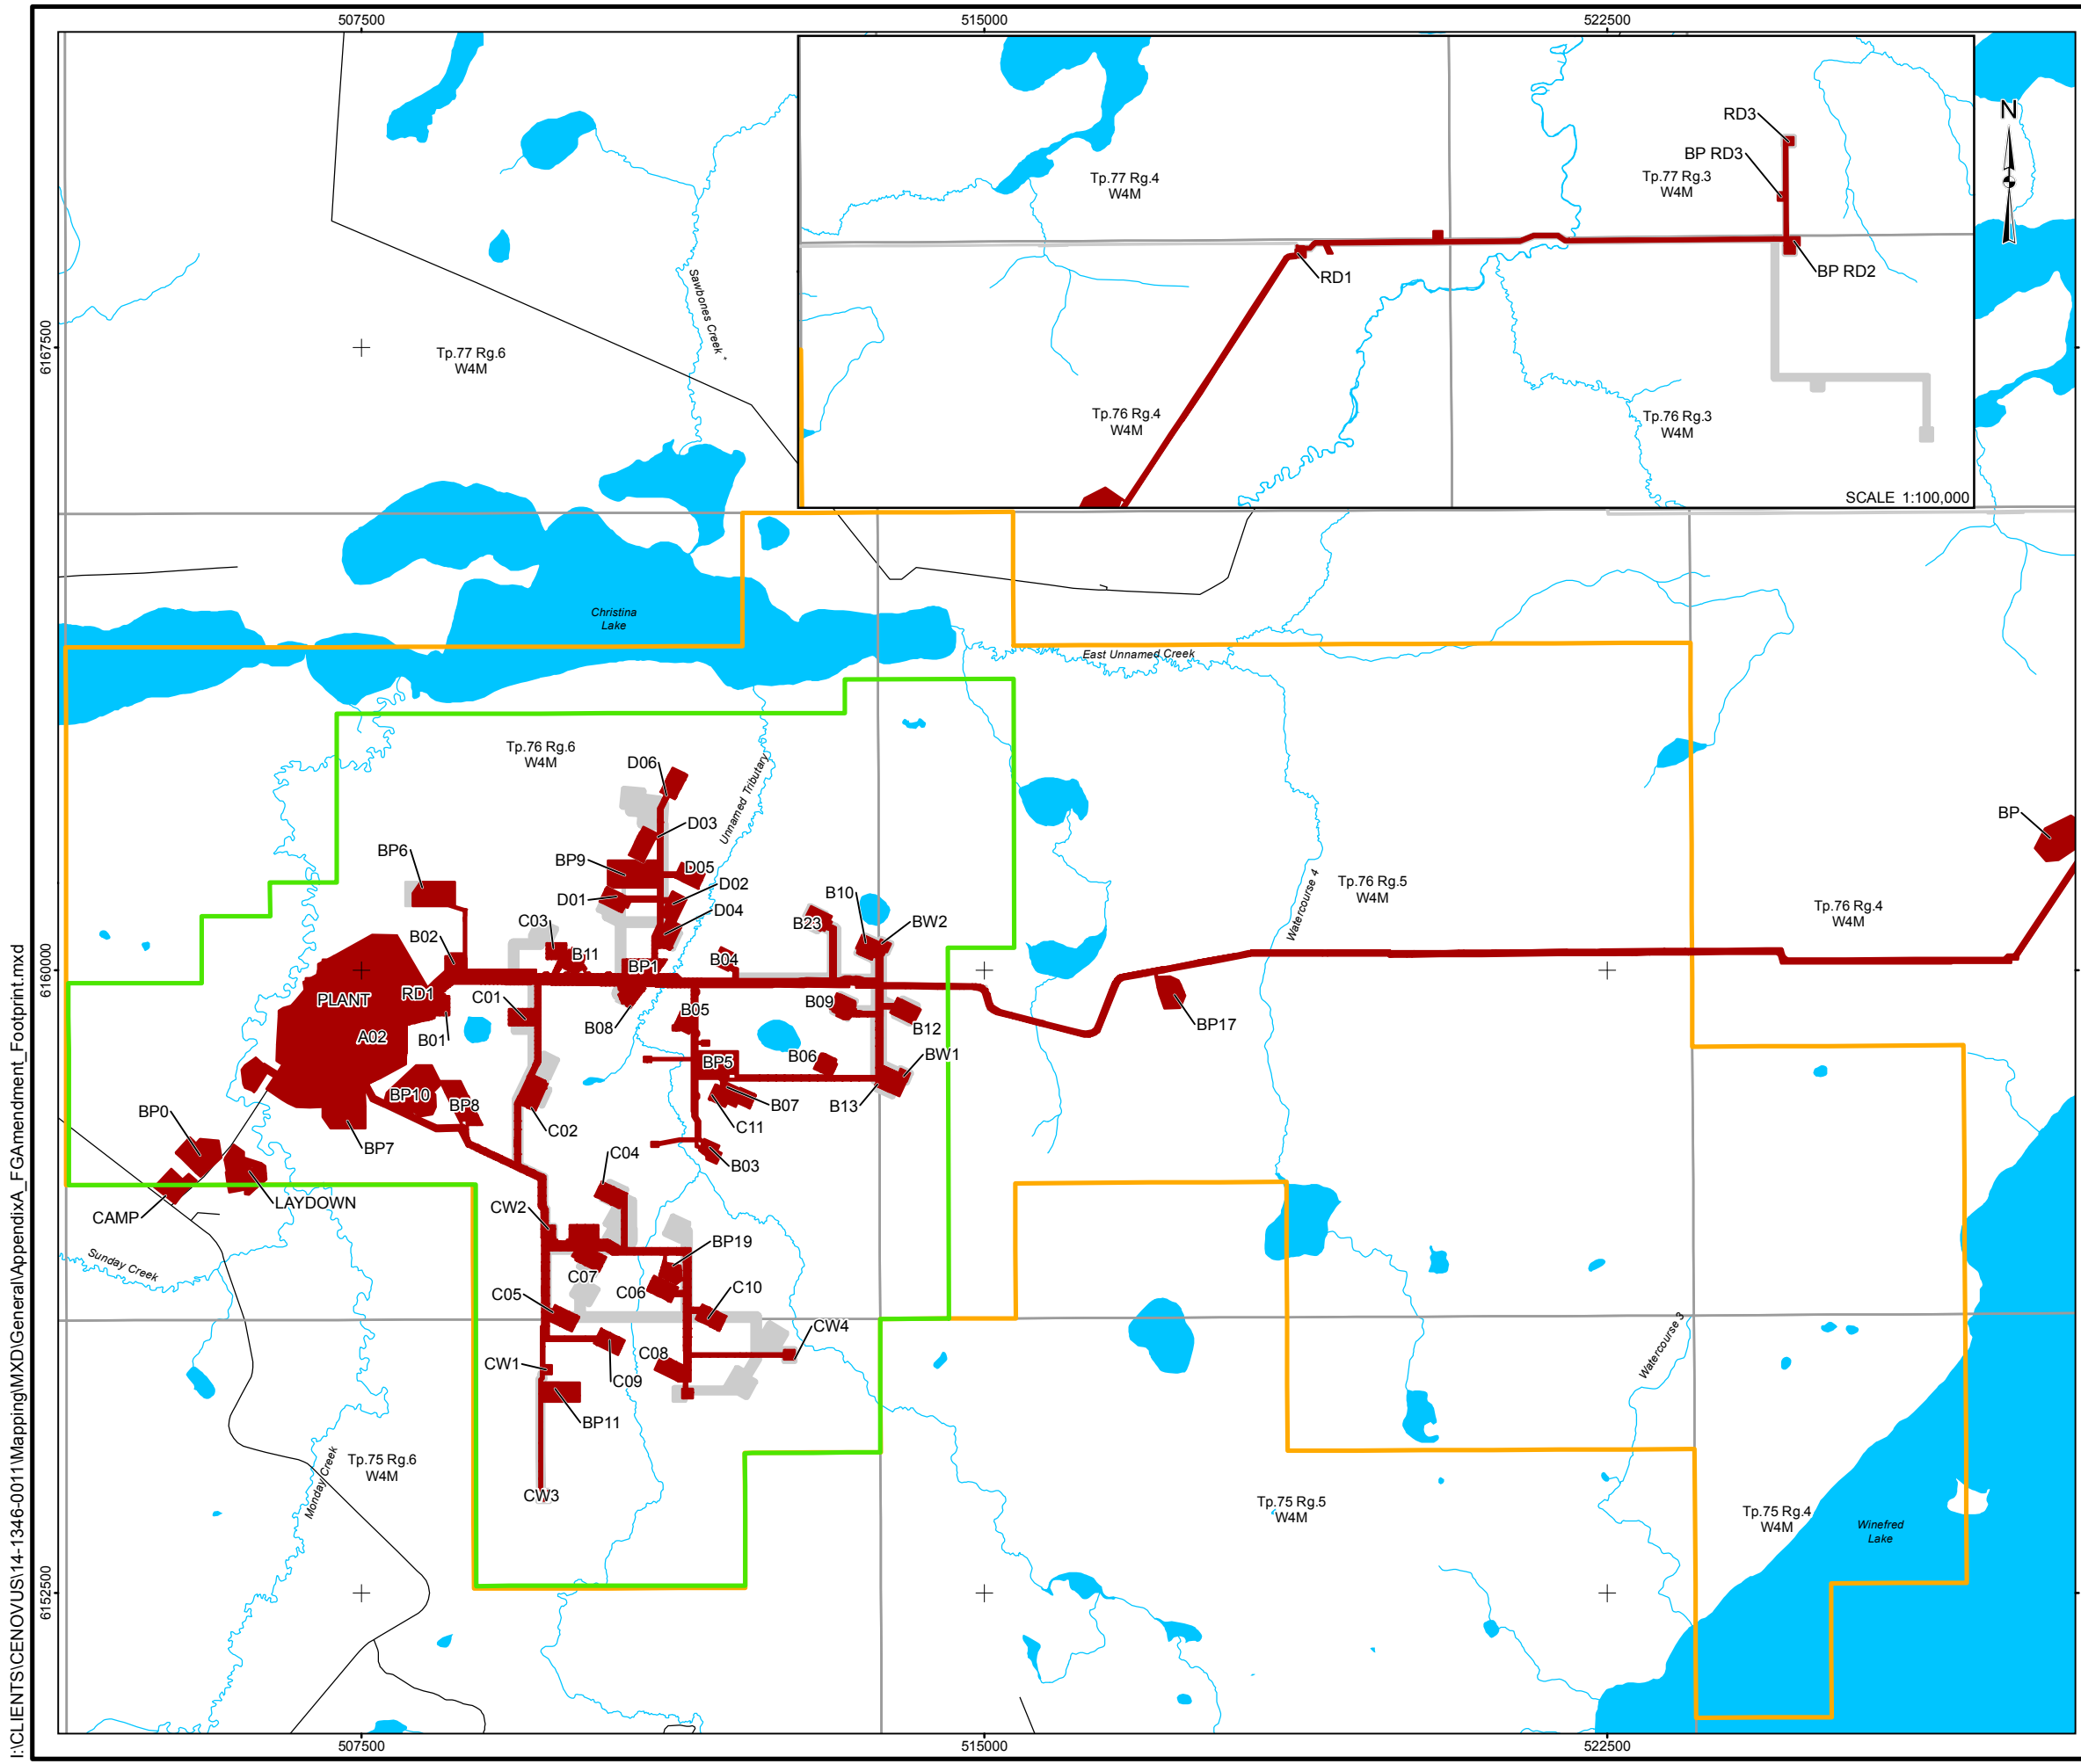 507500
515000
522500
N
RD3
BP RD3
Tp.77 Rg.4
W4M
Tp.77 Rg.3
W4M
RD1
BP RD2
Sawbones Creek
6167500
Tp.77 Rg.6
W4M
Tp.76 Rg.4
W4M
Tp.76 Rg.3
W4M
SCALE 1:100,000
Christina
Lake
East Unnamed Creek
Tp.76 Rg.6
W4M
D06
Unnamed Tributary
D03
BP
BP6
BP9
D05
D02
D01
D04
Tp.76 Rg.5
W4M
Tp.76 Rg.4
W4M
Watercourse 4
B10
BW2
B23
C03
B02
B11
B04
BP1
6160000
PLANT
RD1
C01
B05
B09
B08
B12
BP17
A02
B01
BP5
B06
BW1
BP10
BP8
B07
B13
BP0
C11
C02
BP7
C04
B03
LAYDOWN
CAMP
CW2
BP19
Sunday Creek
C07
C06
C10
C05
CW4
Watercourse 3
C08
CW1
C09
BP11
Tp.75 Rg.6
W4M
Monday Creek
CW3
Tp.75 Rg.5
W4M
Tp.75 Rg.4
W4M
Winefred
Lake
6152500
507500
515000
522500
I:\CLIENTS\CENOVUS\14-1346-0011\Mapping\MXD\General\AppendixA_FGAmendment_Footprint.mxd